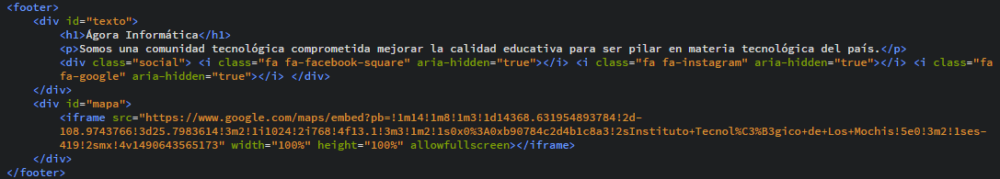 <footer>
<div id="texto">
<h1>Ágora Informática</h1>
<p>Somos una comunidad tecnológica comprometida mejorar la calidad educativa para ser pilar en materia tecnológica del país.</p>
<div class="social"> <i class="fa fa-facebook-square" aria-hidden="true"></i> <i class="fa fa-instagram" aria-hidden="true"></i> <i class="fa
fa-google" aria-hidden="true"></i> </div>
</div>
<div id="mapa">
<iframe src="https://www.google.com/maps/embed?pb=!1m14!1m8!1m3!1d14368.631954893784!2d-
108.9743766!3d25.7983614!3m2!1i1024!2i768!4f13.1!3m3!1m2!1s0x0%3A0xb90784c2d4b1c8a3!2sInstituto+Tecnol%C3%B3gico+de+Los+Mochis!5e0!3m2!1ses-
419!2smx!4v1490643565173" width="100%" height="100%" allowfullscreen></iframe>
</div>
</footer>